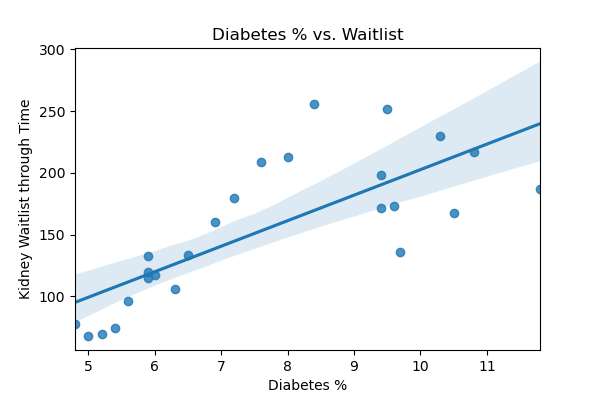 Diabetes % vs. Waitlist
300
250
200
150
100
Kidney Waitlist through Time
5 6 7 8 9 10 11
Diabetes %